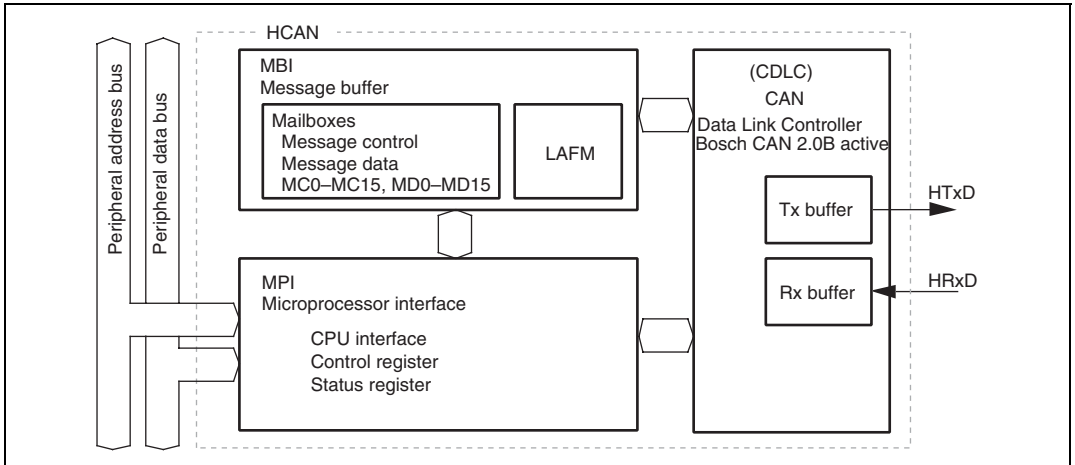 HCAN
Peripheral address bus
Peripheral data bus
MBI
Message buffer
Mailboxes
Message control
Message data
MC0–MC15, MD0–MD15
LAFM
(CDLC)
CAN
Data Link Controller
Bosch CAN 2.0B active
Tx buffer
HTxD
Rx buffer
HRxD
MPI
Microprocessor interface
CPU interface
Control register
Status register